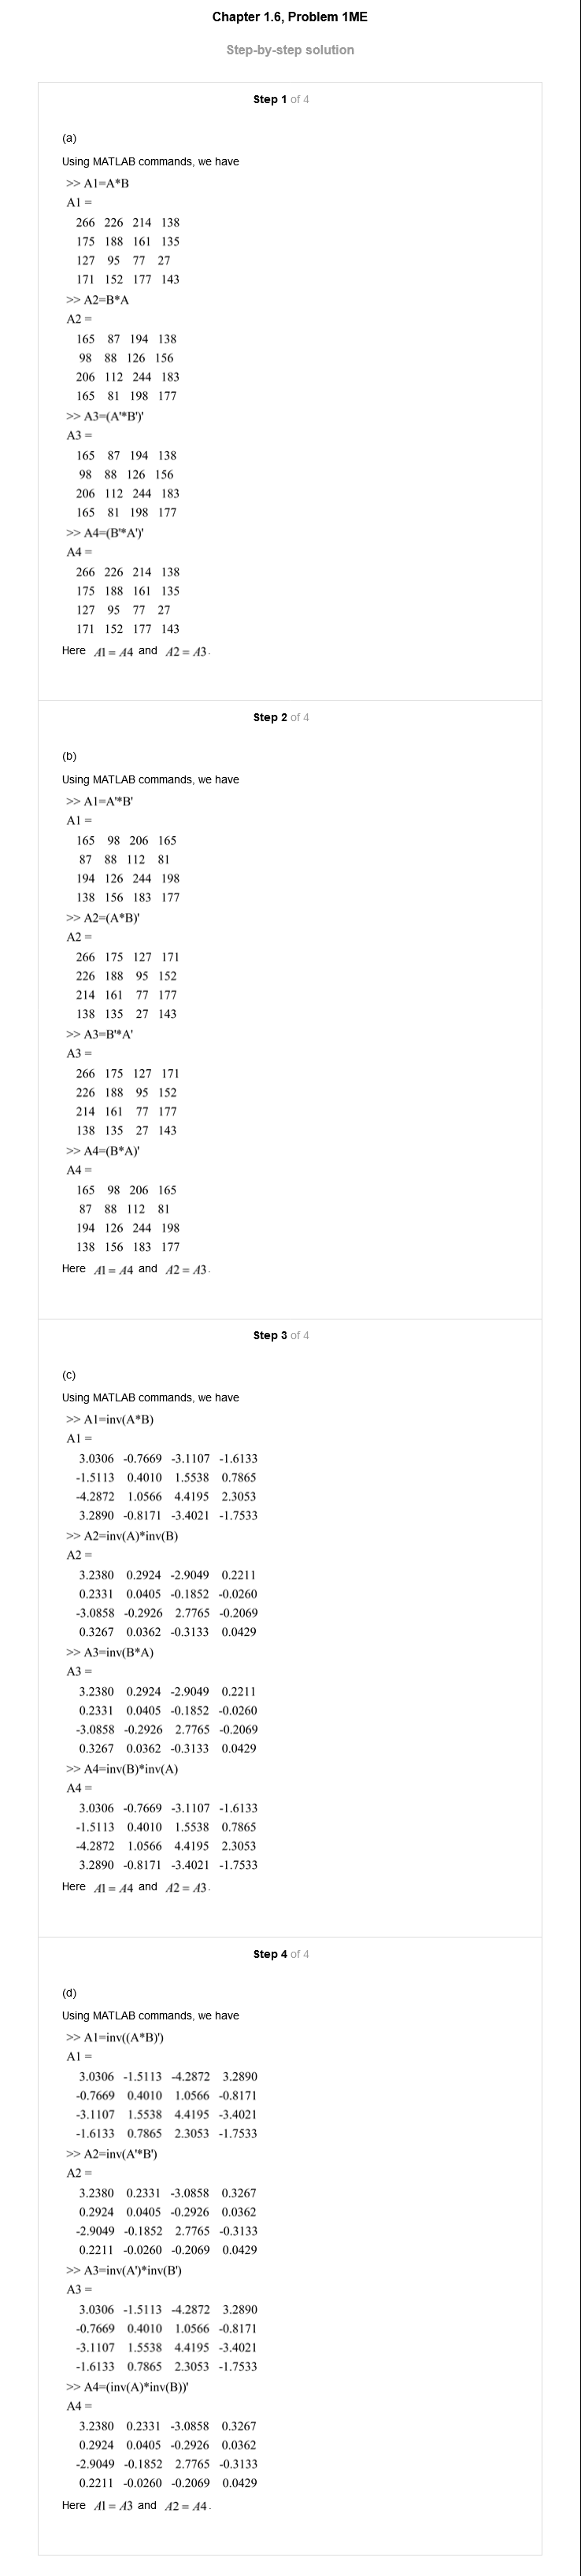 Chapter 1.6, Problem 1ME
Step-by-step solution
Step 1 of 4
(a)
Using MATLAB commands, we have
>> A1=A*B
A1 =
266 226 214 138
175 188 161 135
127 95 77 27
171 152 177 143
>> A2=B*A
A2 =
165 87 194 138
98 88 126 156
206 112 244 183
165 81 198 177
>> A3=(A'*B')'
A3 =
165 87 194 138
98 88 126 156
206 112 244 183
165 81 198 177
>> A4=(B'*A')'
A4 =
266 226 214 138
175 188 161 135
127 95 77 27
171 152 177 143
Here A1 = A4 and A2 = A3.
Step 2 of 4
(b)
Using MATLAB commands, we have
>> A1=A'*B'
A1 =
165 98 206 165
87 88 112 81
194 126 244 198
138 156 183 177
>> A2=(A*B)'
A2 =
266 175 127 171
226 188 95 152
214 161 77 177
138 135 27 143
>> A3=B'*A'
A3 =
266 175 127 171
226 188 95 152
214 161 77 177
138 135 27 143
>> A4=(B*A)'
A4 =
165 98 206 165
87 88 112 81
194 126 244 198
138 156 183 177
Here A1 = A4 and A2 = A3.
Step 3 of 4
(c)
Using MATLAB commands, we have
>> A1=inv(A*B)
A1 =
3.0306 -0.7669 -3.1107 -1.6133
-1.5113 0.4010 1.5538 0.7865
-4.2872 1.0566 4.4195 2.3053
3.2890 -0.8171 -3.4021 -1.7533
>> A2=inv(A)*inv(B)
A2 =
3.2380 0.2924 -2.9049 0.2211
0.2331 0.0405 -0.1852 -0.0260
-3.0858 -0.2926 2.7765 -0.2069
0.3267 0.0362 -0.3133 0.0429
>> A3=inv(B*A)
A3 =
3.2380 0.2924 -2.9049 0.2211
0.2331 0.0405 -0.1852 -0.0260
-3.0858 -0.2926 2.7765 -0.2069
0.3267 0.0362 -0.3133 0.0429
>> A4=inv(B)*inv(A)
A4 =
3.0306 -0.7669 -3.1107 -1.6133
-1.5113 0.4010 1.5538 0.7865
-4.2872 1.0566 4.4195 2.3053
3.2890 -0.8171 -3.4021 -1.7533
Here A1 = A4 and A2 = A3.
Step 4 of 4
(d)
Using MATLAB commands, we have
>> A1=inv((A*B)')
A1 =
3.0306 -1.5113 -4.2872 3.2890
-0.7669 0.4010 1.0566 -0.8171
-3.1107 1.5538 4.4195 -3.4021
-1.6133 0.7865 2.3053 -1.7533
>> A2=inv(A'*B')
A2 =
3.2380 0.2331 -3.0858 0.3267
0.2924 0.0405 -0.2926 0.0362
-2.9049 -0.1852 2.7765 -0.3133
0.2211 -0.0260 -0.2069 0.0429
>> A3=inv(A')*inv(B')
A3 =
3.0306 -1.5113 -4.2872 3.2890
-0.7669 0.4010 1.0566 -0.8171
-3.1107 1.5538 4.4195 -3.4021
-1.6133 0.7865 2.3053 -1.7533
>> A4=(inv(A)*inv(B))'
A4 =
3.2380 0.2331 -3.0858 0.3267
0.2924 0.0405 -0.2926 0.0362
-2.9049 -0.1852 2.7765 -0.3133
0.2211 -0.0260 -0.2069 0.0429
Here A1 = A3 and A2 = A4.